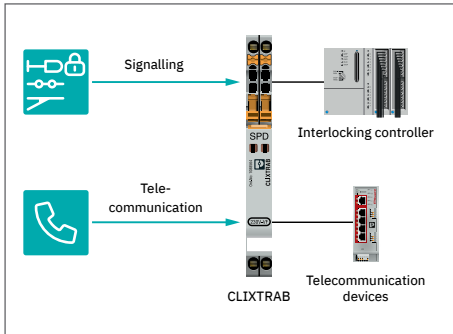 Signalling
SPD
CLIXTRAB
Interlocking controller
Tele-
communication
CLIXTRAB
Telecommunication
devices